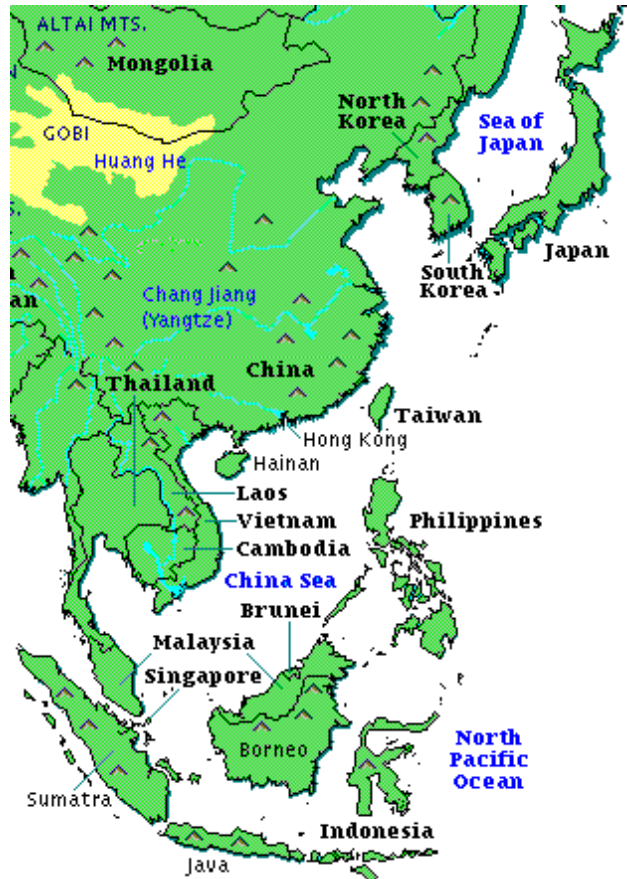 ALTAI MTS.
Mongolia
GOBI
Huang He
North
Korea
Sea of
Japan
Japan
South
Korea
Chang Jiang
(Yangtze)
China
Thailand
Taiwan
Hong Kong
Hainan
Laos
Vietnam
Cambodia
Philippines
China Sea
Brunei
Malaysia
Singapore
Borneo
North
Pacific
Ocean
Sumatra
Indonesia
Java